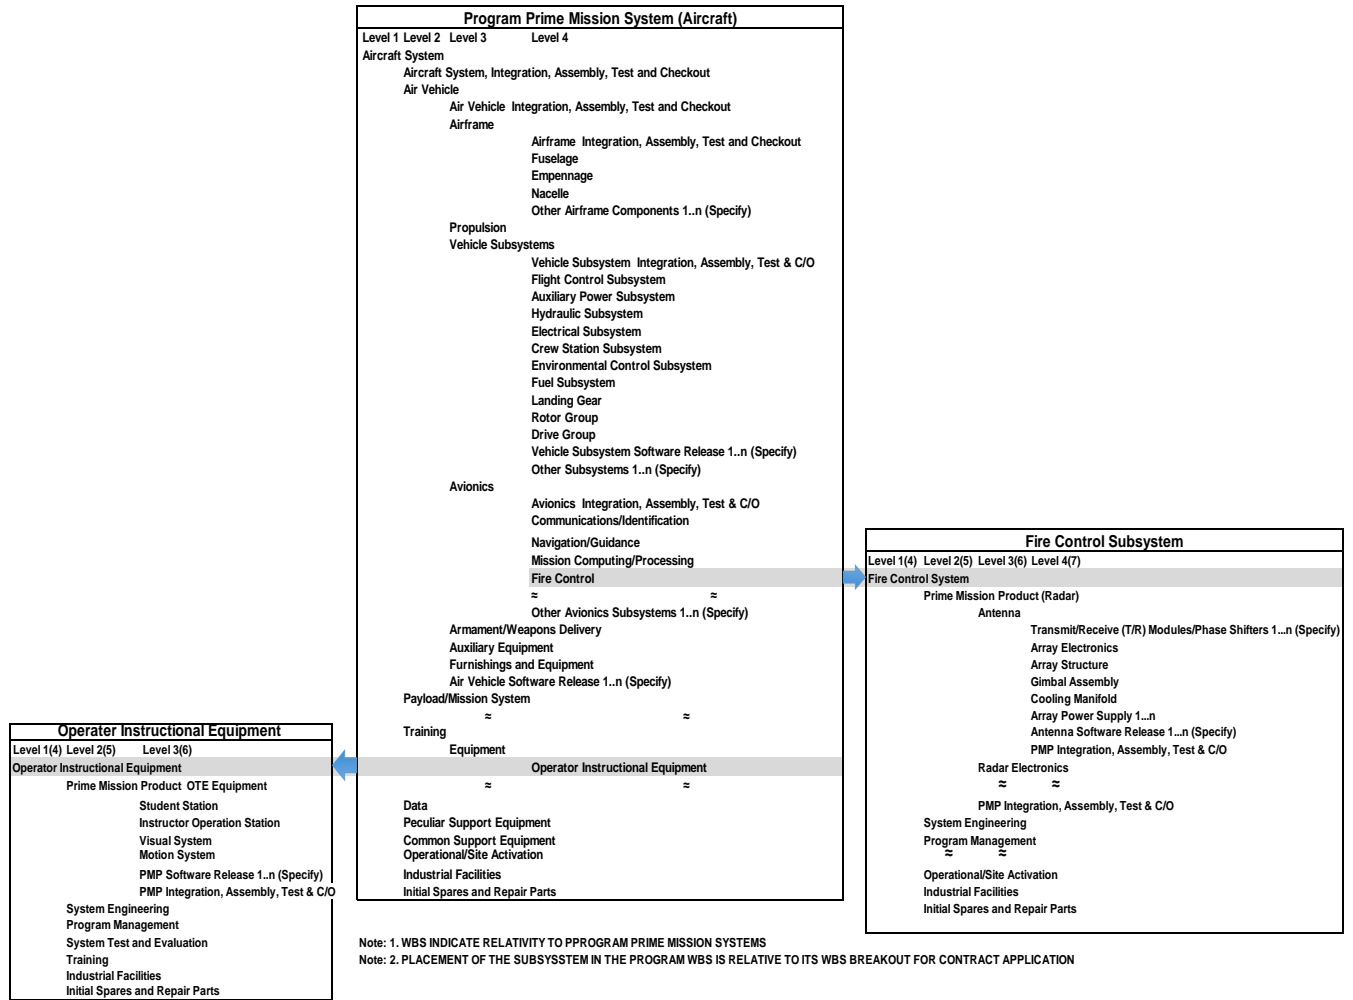 Program Prime Mission System (Aircraft)
Level 1 Level 2 Level 3 Level 4
Aircraft System
Aircraft System, Integration, Assembly, Test and Checkout
Air Vehicle
Air Vehicle Integration, Assembly, Test and Checkout
Airframe
Airframe Integration, Assembly, Test and Checkout
Fuselage
Empennage
Nacelle
Other Airframe Components 1..n (Specify)
Propulsion
Vehicle Subsystems
Vehicle Subsystem Integration, Assembly, Test & C/O
Flight Control Subsystem
Auxiliary Power Subsystem
Hydraulic Subsystem
Electrical Subsystem
Crew Station Subsystem
Environmental Control Subsystem
Fuel Subsystem
Landing Gear
Rotor Group
Drive Group
Vehicle Subsystem Software Release 1..n (Specify)
Other Subsystems 1..n (Specify)
Avionics
Avionics Integration, Assembly, Test & C/O
Communications/Identification
Navigation/Guidance
Mission Computing/Processing
Fire Control
≈ ≈
Other Avionics Subsystems 1..n (Specify)
Armament/Weapons Delivery
Auxiliary Equipment
Furnishings and Equipment
Air Vehicle Software Release 1..n (Specify)
Payload/Mission System
≈ ≈
Training
Equipment
Operator Instructional Equipment
≈ ≈
Data
Peculiar Support Equipment
Common Support Equipment
Operational/Site Activation
Industrial Facilities
Initial Spares and Repair Parts
Fire Control Subsystem
Level 1(4) Level 2(5) Level 3(6) Level 4(7)
Fire Control System
Prime Mission Product (Radar)
Antenna
Transmit/Receive (T/R) Modules/Phase Shifters 1...n (Specify)
Array Electronics
Array Structure
Gimbal Assembly
Cooling Manifold
Array Power Supply 1...n
Antenna Software Release 1...n (Specify)
PMP Integration, Assembly, Test & C/O
Radar Electronics
≈ ≈
PMP Integration, Assembly, Test & C/O
System Engineering
Program Management
≈ ≈
Operational/Site Activation
Industrial Facilities
Initial Spares and Repair Parts
Operater Instructional Equipment
Level 1(4) Level 2(5) Level 3(6)
Operator Instructional Equipment
Prime Mission Product OTE Equipment
Student Station
Instructor Operation Station
Visual System
Motion System
PMP Software Release 1..n (Specify)
PMP Integration, Assembly, Test & C/O
System Engineering
Program Management
System Test and Evaluation
Training
Industrial Facilities
Initial Spares and Repair Parts
Note: 1. WBS INDICATE RELATIVITY TO PPROGRAM PRIME MISSION SYSTEMS
Note: 2. PLACEMENT OF THE SUBSYSSTEM IN THE PROGRAM WBS IS RELATIVE TO ITS WBS BREAKOUT FOR CONTRACT APPLICATION